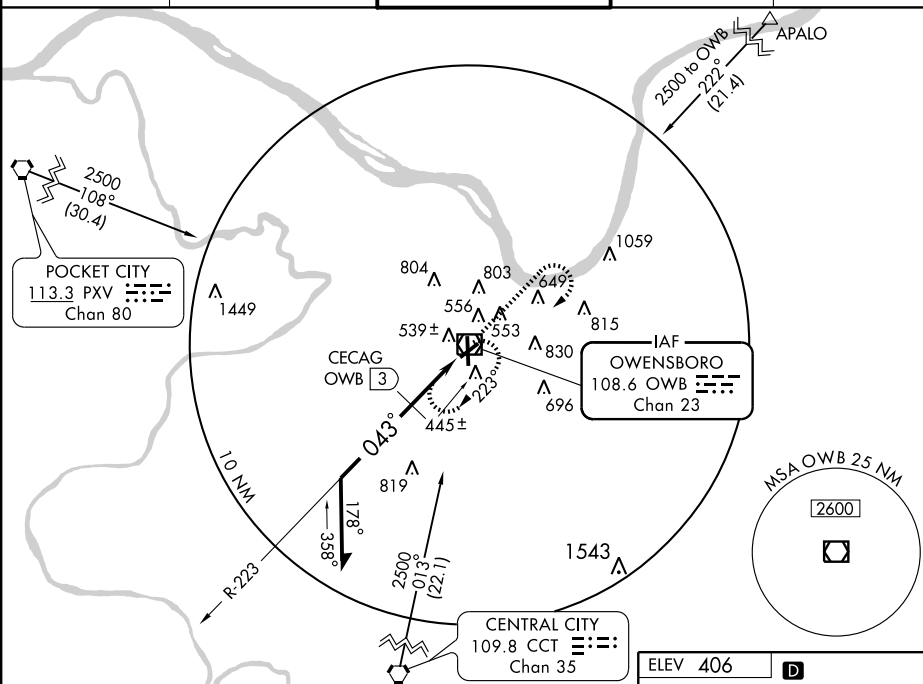 APALO
2500 to OWB
222°
(21.4)
2500
108°
(30.4)
POCKET CITY
113.3 PXV
Chan 80
1449
804
803
1059
649
556
553
815
539 ±
830
IAF
OWENSBORO
108.6 OWB
Chan 23
CECAG
OWB 3
223°
696
445 ±
043°
819
10 NM
178°
358°
R-223
2500
013°
(22.1)
1543
MSA OWB 25 NM
2600
CENTRAL CITY
109.8 CCT
Chan 35
ELEV 406
D